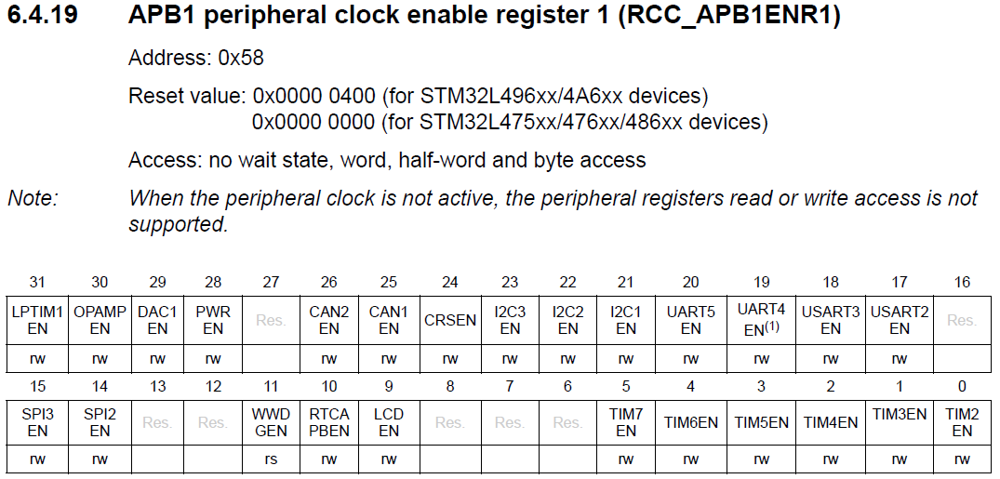 6.4.19 APB1 peripheral clock enable register 1 (RCC_APB1ENR1)
Address: 0x58
Reset value: 0x0000 0400 (for STM32L496xx/4A6xx devices)
0x0000 0000 (for STM32L475xx/476xx/486xx devices)
Access: no wait state, word, half-word and byte access
Note: When the peripheral clock is not active, the peripheral registers read or write access is not
supported.
31 30 29 28 27 26 25 24 23 22 21 20 19 18 17 16
LPTIM1 OPAMP DAC1 PWR Res. CAN2 CAN1 CRSEN I2C3 I2C2 I2C1 UART5 UART4 USART3 USART2 Res.
EN EN EN EN EN EN EN EN EN EN EN(1) EN EN
rw rw rw rw rw rw rw rw rw rw rw rw rw rw
15 14 13 12 11 10 9 8 7 6 5 4 3 2 1 0
SPI3 SPI2 Res. Res. WWD RTCA LCD Res. Res. Res. TIM7 TIM6EN TIM5EN TIM4EN TIM3EN TIM2
EN EN GEN PBEN EN EN EN
rw rw rs rw rw rw rw rw rw rw rw